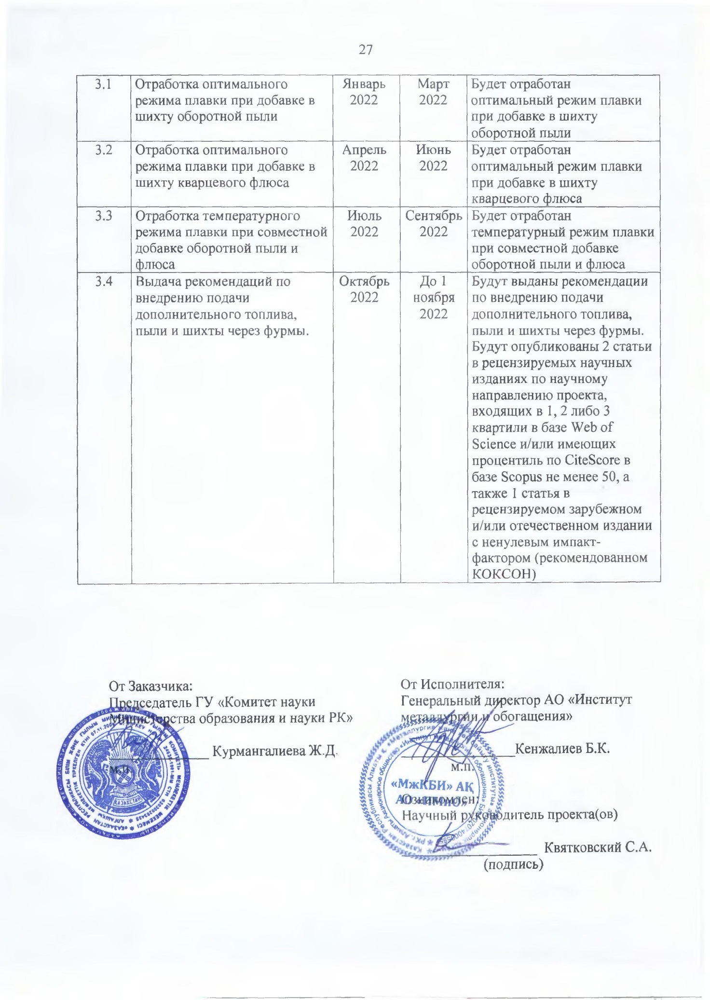 27
3.1
Отработка оптимального
режима плавки при добавке в
шихту оборотной пыли
Январь
2022
Март
2022
Будет отработан
оптимальный режим плавки
при добавке в шихту
оборотной пыли
3.2
Отработка оптимального
режима плавки при добавке в
шихту кварцевого флюса
Апрель
2022
Июнь
2022
Будет отработан
оптимальный режим плавки
при добавке в шихту
кварцевого флюса
3.3
Отработка температурного
режима плавки при совместной
добавке оборотной пыли и
флюса
Июль
2022
Сентябрь
2022
Будет отработан
температурный режим плавки
при совместной добавке
оборотной пыли и флюса
3.4
Выдача рекомендаций по
внедрению подачи
дополнительного топлива,
пыли и шихты через фурмы.
Октябрь
2022
До 1
ноября
2022
Будут выданы рекомендации
по внедрению подачи
дополнительного топлива,
пыли и шихты через фурмы.
Будут опубликованы 2 статьи
в рецензируемых научных
изданиях по научному
направлению проекта,
входящих в 1, 2 либо 3
квартили в базе Web of
Science и/или имеющих
процентиль по CiteScore в
базе Scopus не менее 50, а
также 1 статья в
рецензируемом зарубежном
и/или отечественном издании
с ненулевым импакт-
фактором (рекомендованном
КОКСОН)
От Заказчика:
Председатель ГУ «Комитет науки
Министерства образования и науки РК»
Курмангалиева Ж.Д.
м.п.
ҚАЗАҚСТАН
От Исполнителя:
Генеральный директор АО «Институт
металлургии и обогащения»
Кенжалиев Б.К.
м.п.
«МжКБИ» АҚ
АО «ИМиО»
Ознакомлен:
Научный руководитель проекта(ов)
Квятковский С.А.
(подпись)